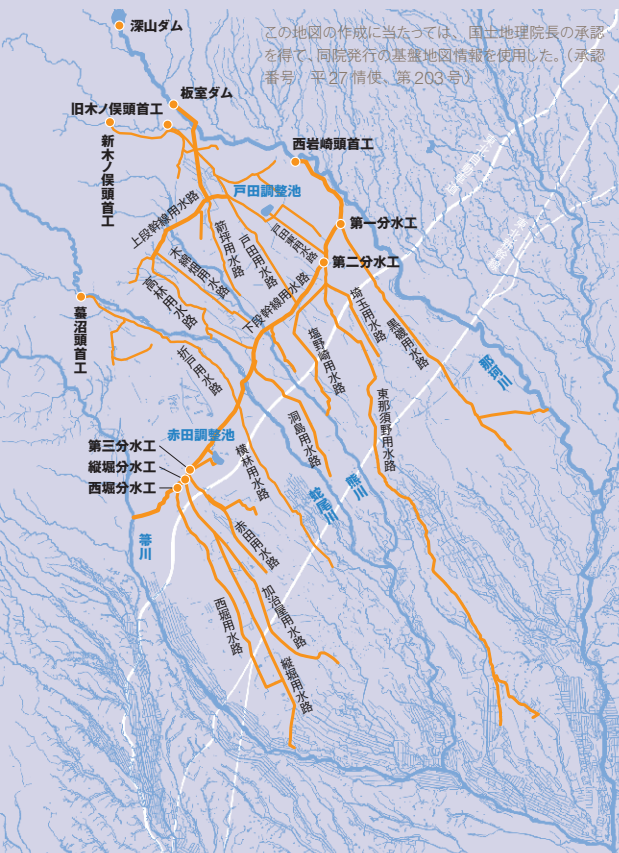 深山ダム
この地図の作成に当たっては、国土地理院長の承認
を得て、同院発行の基盤地図情報を使用した。（承認
番号　平27情使、第203号）
板室ダム
旧木ノ俣頭首工
新木ノ俣頭首工
西岩崎頭首工
戸田調整池
上段幹線用水路
第一分水工
箭坪用水路
戸田用水路
戸田東用水路
木綿畑用水路
高林用水路
第二分水工
下段幹線用水路
蟇沼頭首工
埼玉用水路
黒磯用水路
塩野崎用水路
折戸用水路
那珂川
東那須野用水路
洞島用水路
赤田調整池
第三分水工
縦堀分水工
西堀分水工
横林用水路
熊川
蛇尾川
箒川
赤田用水路
加治屋用水路
西堀用水路
縦堀用水路